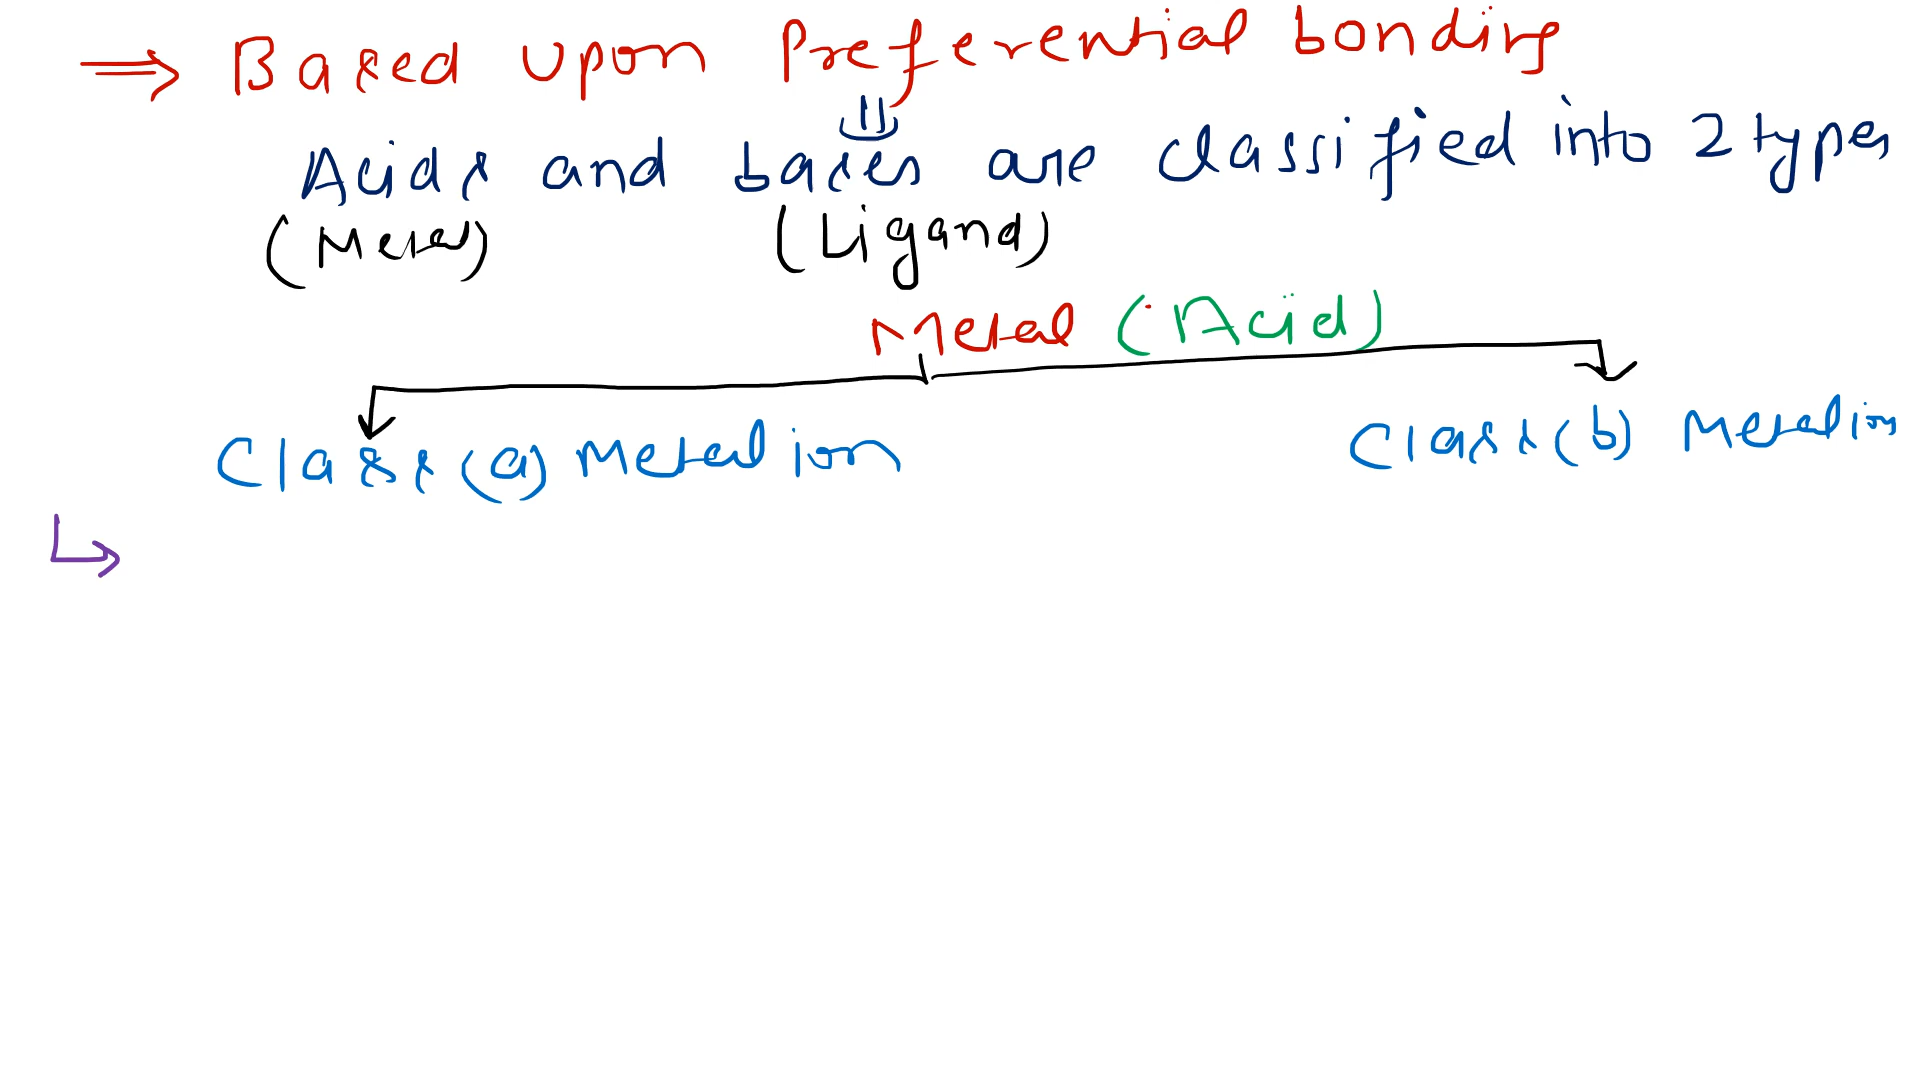 ⇒ Based upon Preferential bonding
Acids and bases are classified into 2 types
(Metal) (Ligand)
Metal (Acid)
Class (a) Metal ion Class (b) Metal ion